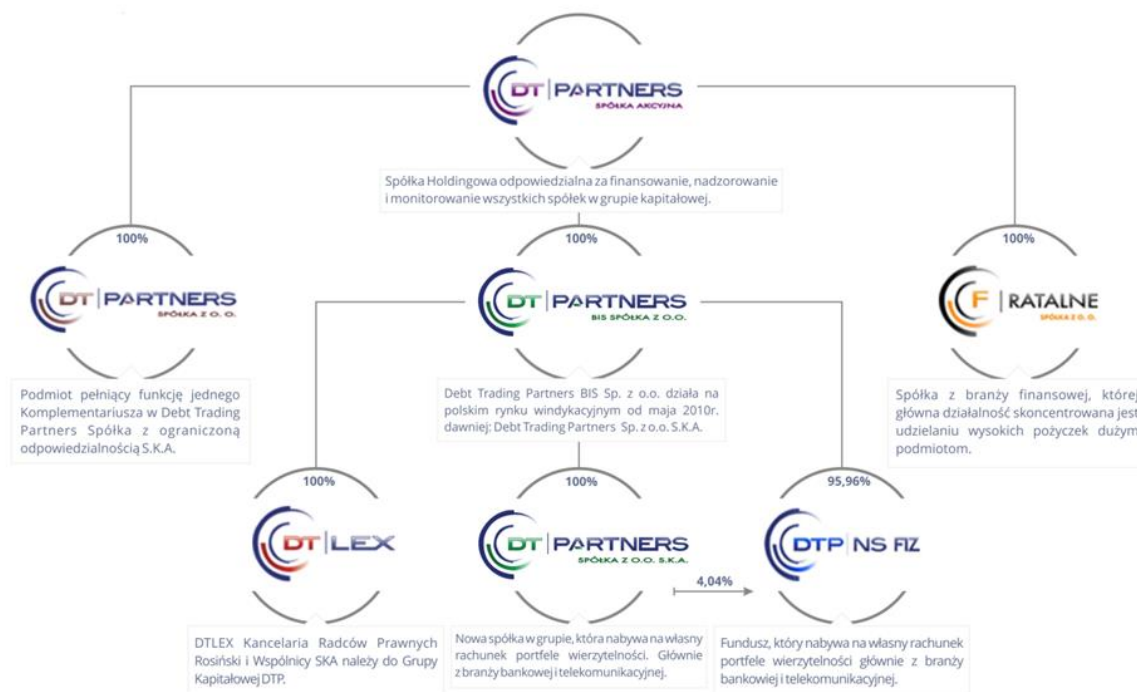 DT PARTNERS
SPÓŁKA AKCYJNA
Spółka Holdingowa odpowiedzialna za finansowanie, nadzorowanie
i monitorowanie wszystkich spółek w grupie kapitałowej.
100%
DT PARTNERS
SPÓŁKA Z O. O.
Podmiot pełniący funkcję jednego
Komplementariusza w Debt Trading
Partners Spółka z ograniczoną
odpowiedzialnością S.K.A.
100%
DT PARTNERS
BIS SPÓŁKA Z O.O.
Debt Trading Partners BIS Sp. z o.o. działa na
polskim rynku windykacyjnym od maja 2010r.
dawniej: Debt Trading Partners Sp. z o.o. S.K.A.
100%
F RATALNE
SPÓŁKA Z O. O.
Spółka z branży finansowej, której
główna działalność skoncentrowana jest
udzielaniu wysokich pożyczek dużym
podmiotom.
100%
DT LEX
DTLEX Kancelaria Radców Prawnych
Rosiński i Wspólnicy SKA należy do Grupy
Kapitałowej DTP.
100%
DT PARTNERS
SPÓŁKA Z O.O. S.K.A.
4,04%
Nowa spółka w grupie, która nabywa na własny
rachunek portfele wierzytelności. Głównie
z branży bankowej i telekomunikacyjnej.
95,96%
DTP NS FIZ
Fundusz, który nabywa na własny rachunek
portfele wierzytelności głównie z branży
bankowiej i telekomunikacyjnej.